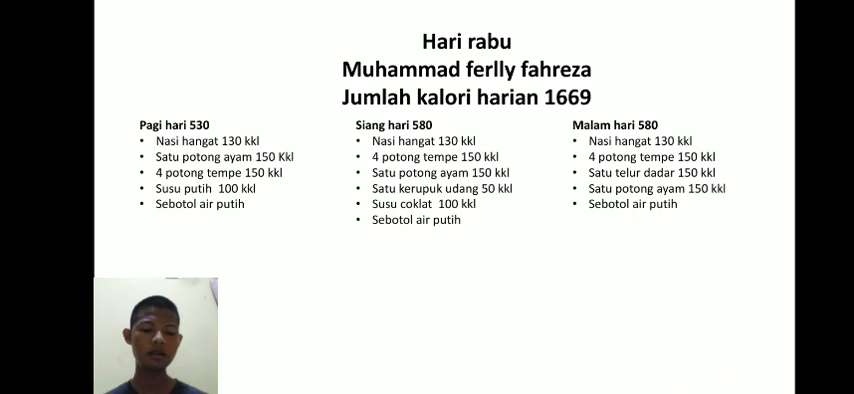 Hari rabu
Muhammad ferlly fahreza
Jumlah kalori harian 1669
Pagi hari 530
• Nasi hangat 130 kkl
• Satu potong ayam 150 Kkl
• 4 potong tempe 150 kkl
• Susu putih  100 kkl
• Sebotol air putih
Siang hari 580
• Nasi hangat 130 kkl
• 4 potong tempe 150 kkl
• Satu potong ayam 150 kkl
• Satu kerupuk udang 50 kkl
• Susu coklat  100 kkl
• Sebotol air putih
Malam hari 580
• Nasi hangat 130 kkl
• 4 potong tempe 150 kkl
• Satu telur dadar 150 kkl
• Satu potong ayam 150 kkl
• Sebotol air putih